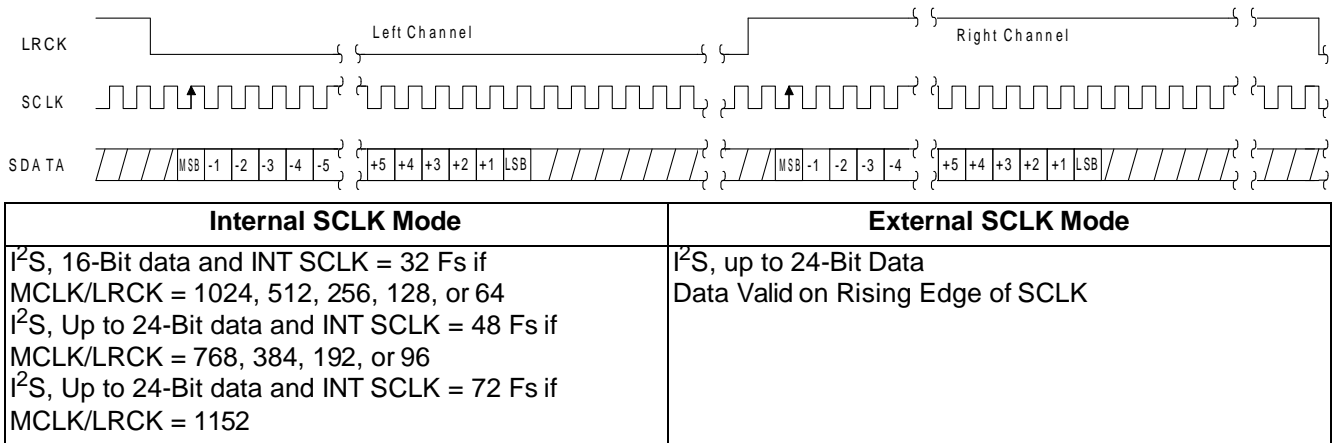 LRCK
Left Channel
Right Channel
SCLK
SDATA
MSB -1 -2 -3 -4 -5 +5 +4 +3 +2 +1 LSB MSB -1 -2 -3 -4 +5 +4 +3 +2 +1 LSB
Internal SCLK Mode
External SCLK Mode
I²S, 16-Bit data and INT SCLK = 32 Fs if
MCLK/LRCK = 1024, 512, 256, 128, or 64
I²S, Up to 24-Bit data and INT SCLK = 48 Fs if
MCLK/LRCK = 768, 384, 192, or 96
I²S, Up to 24-Bit data and INT SCLK = 72 Fs if
MCLK/LRCK = 1152
I²S, up to 24-Bit Data
Data Valid on Rising Edge of SCLK